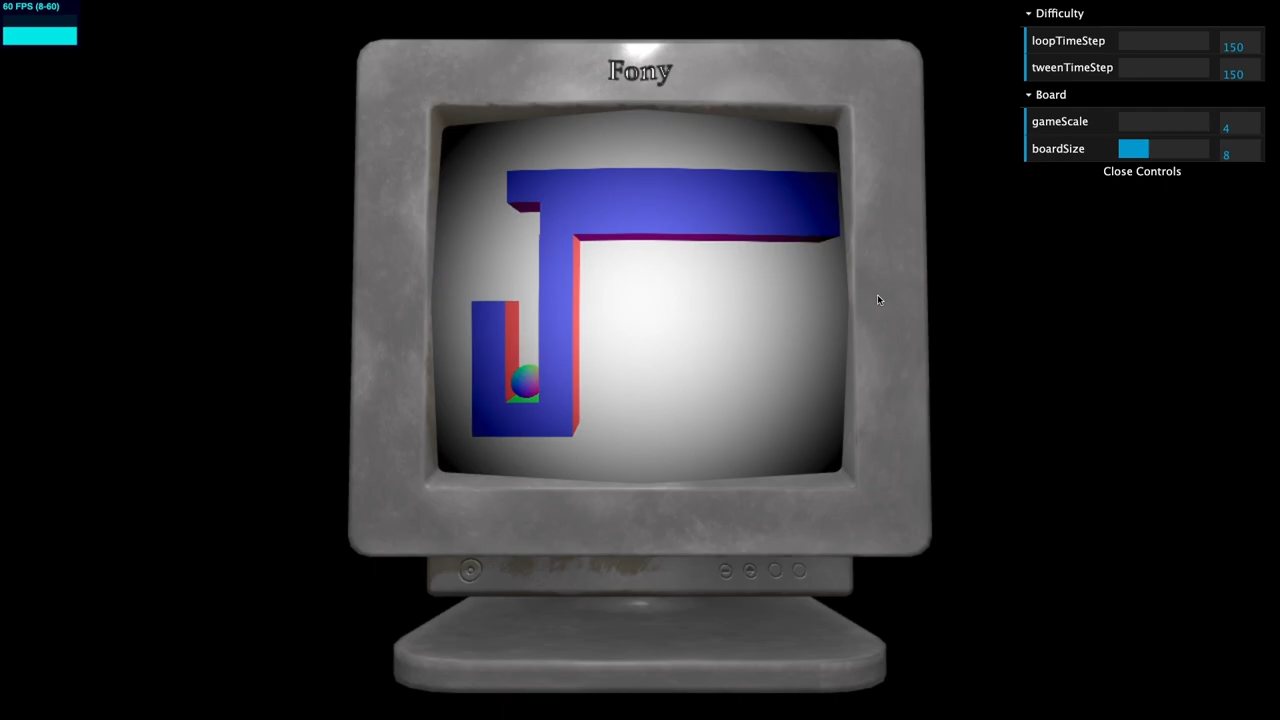 60 FPS (8-60)
Fony
Difficulty
loopTimeStep 150
tweenTimeStep 150
Board
gameScale 4
boardSize 8
Close Controls